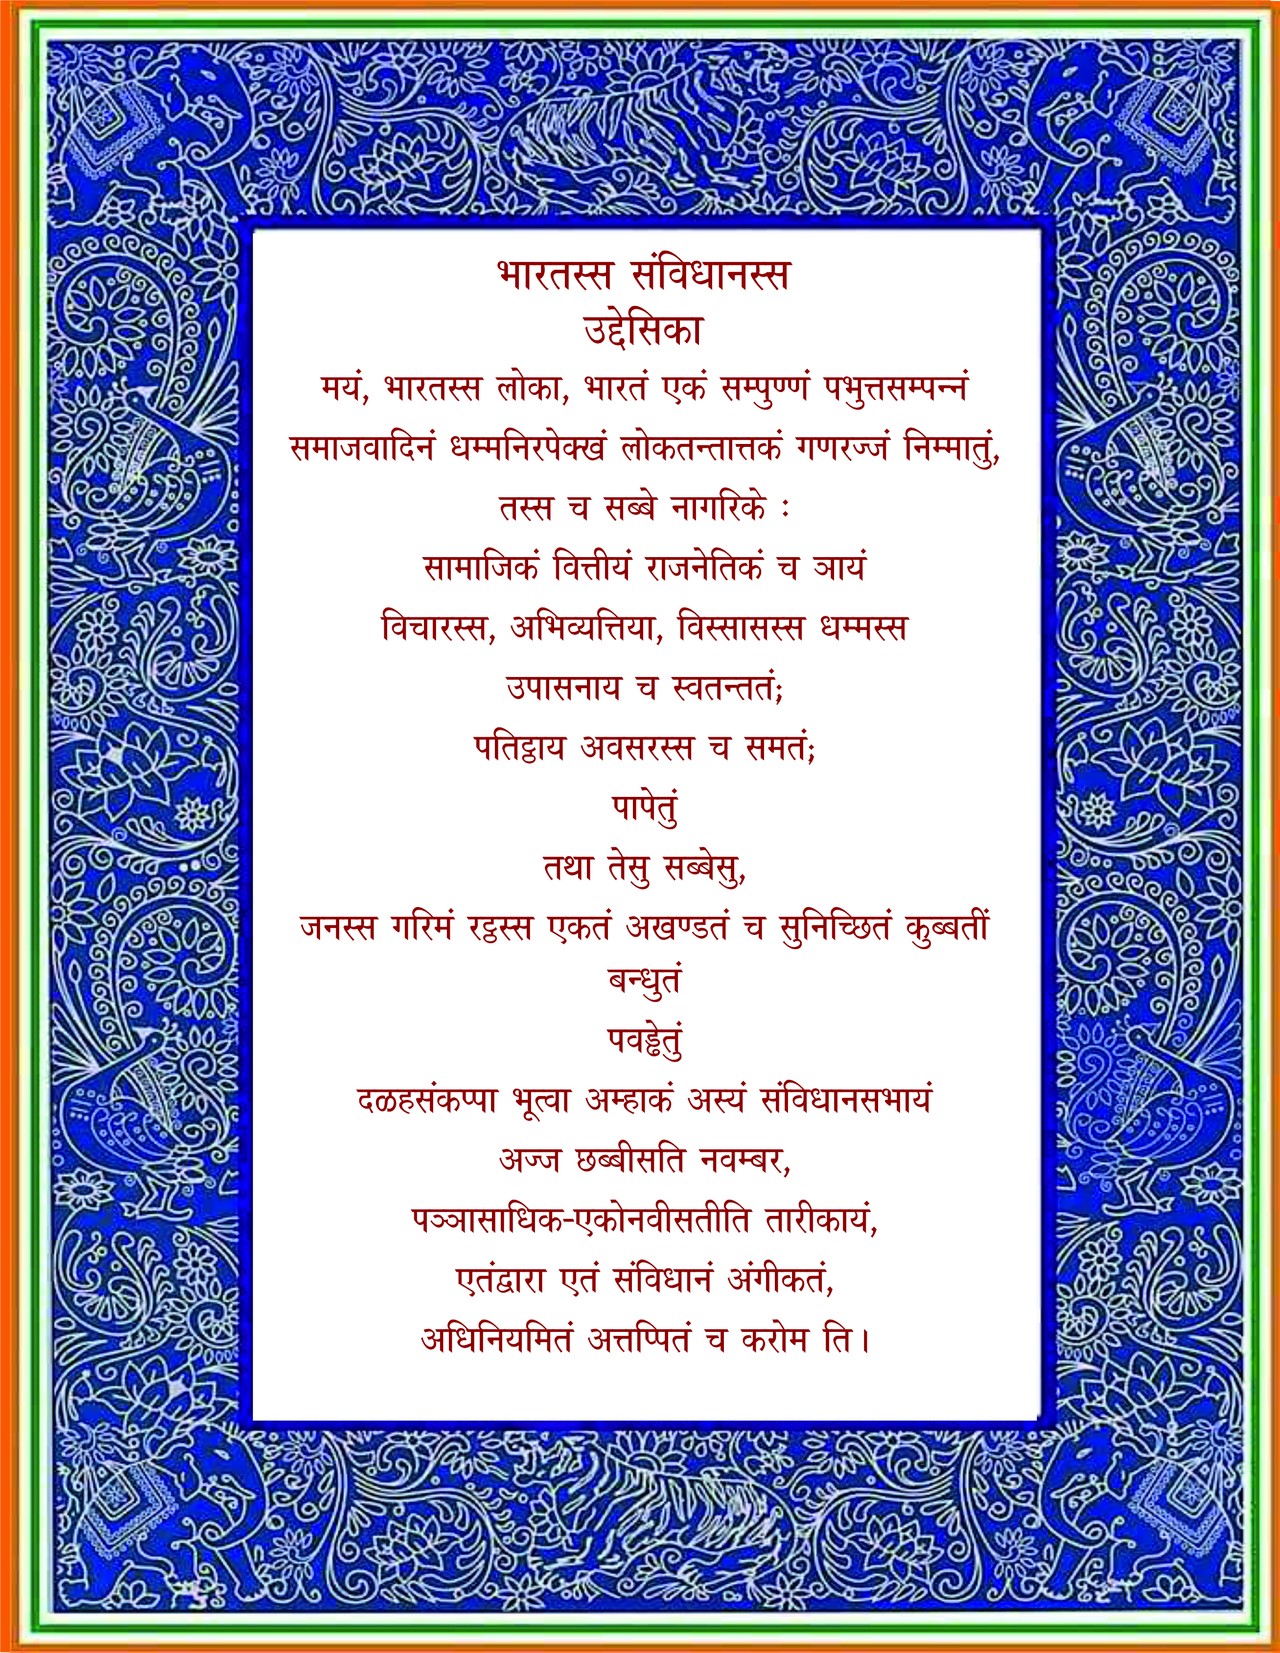 भारतस्स संविधानस्स
उद्देसिका
मयं, भारतस्स लोका, भारतं एकं सम्पुण्णं पभुत्तसम्पन्नं
समाजवादिनं धम्मनिरपेक्खं लोकतन्तात्तकं गणरज्जं निम्मातुं,
तस्स च सब्बे नागरिके :
सामाजिकं वित्तीयं राजनेतिकं च ञायं
विचारस्स, अभिव्यत्तिया, विस्सासस्स धम्मस्स
उपासनाय च स्वतन्ततं;
पतिट्ठाय अवसरस्स च समतं;
पापेतुं
तथा तेसु सब्बेसु,
जनस्स गरिमं रट्ठस्स एकतं अखण्डतं च सुनिच्छितं कुब्बतीं
बन्धुतं
पवड्ढेतुं
दळहसंकप्पा भूत्वा अम्हाकं अस्यं संविधानसभायं
अज्ज छब्बीसति नवम्बर,
पञ्ञासाधिक-एकोनवीसतीति तारीकायं,
एतंद्वारा एतं संविधानं अंगीकतं,
अधिनियमितं अत्तप्पितं च करोम ति।